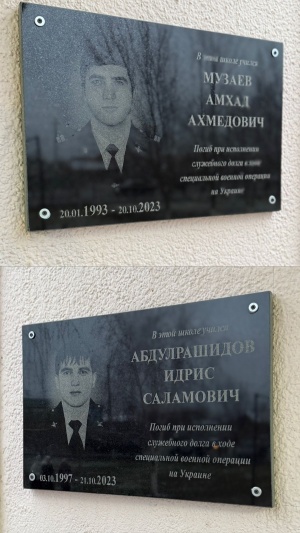 В этой школе учился
МУЗАЕВ
АМХАД
АХМЕДОВИЧ
Погиб при исполнении
служебного долга в ходе
специальной военной операции
на Украине
20.01.1993 - 20.10.2023
В этой школе учился
АБДУЛРАШИДОВ
ИДРИС
САЛАМОВИЧ
Погиб при исполнении
служебного долга в ходе
специальной военной операции
на Украине
03.10.1997 - 21.10.2023